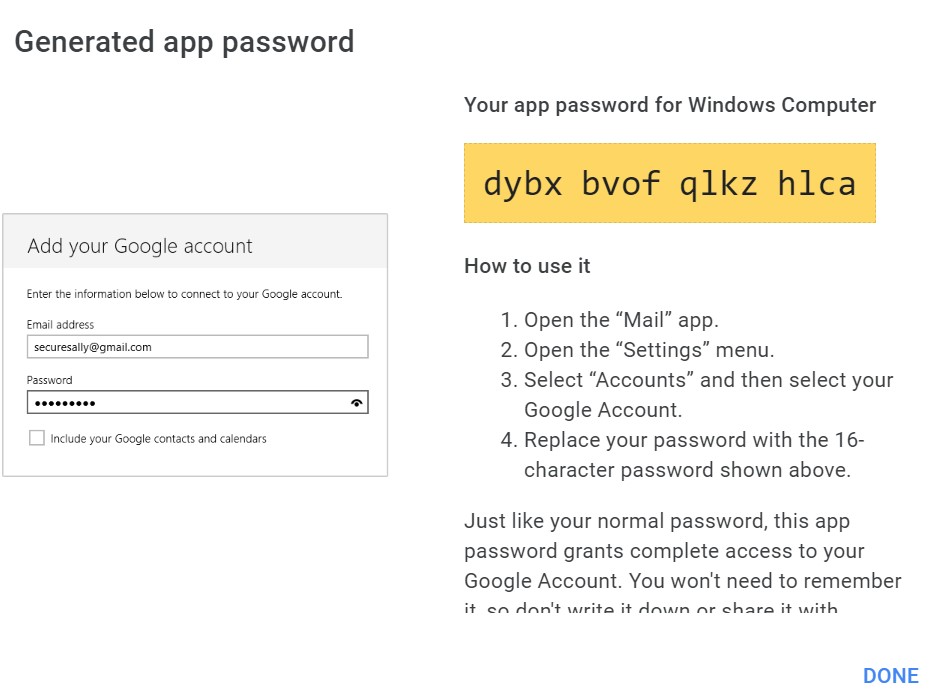 Generated app password
Your app password for Windows Computer
dybx bvof qlkz hlca
Add your Google account
Enter the information below to connect to your Google account.
Email address
securesally@gmail.com
Password
•••••••••
Include your Google contacts and calendars
How to use it
1. Open the “Mail” app.
2. Open the “Settings” menu.
3. Select “Accounts” and then select your
Google Account.
4. Replace your password with the 16-
character password shown above.
Just like your normal password, this app
password grants complete access to your
Google Account. You won't need to remember
it, so don't write it down or share it with
DONE